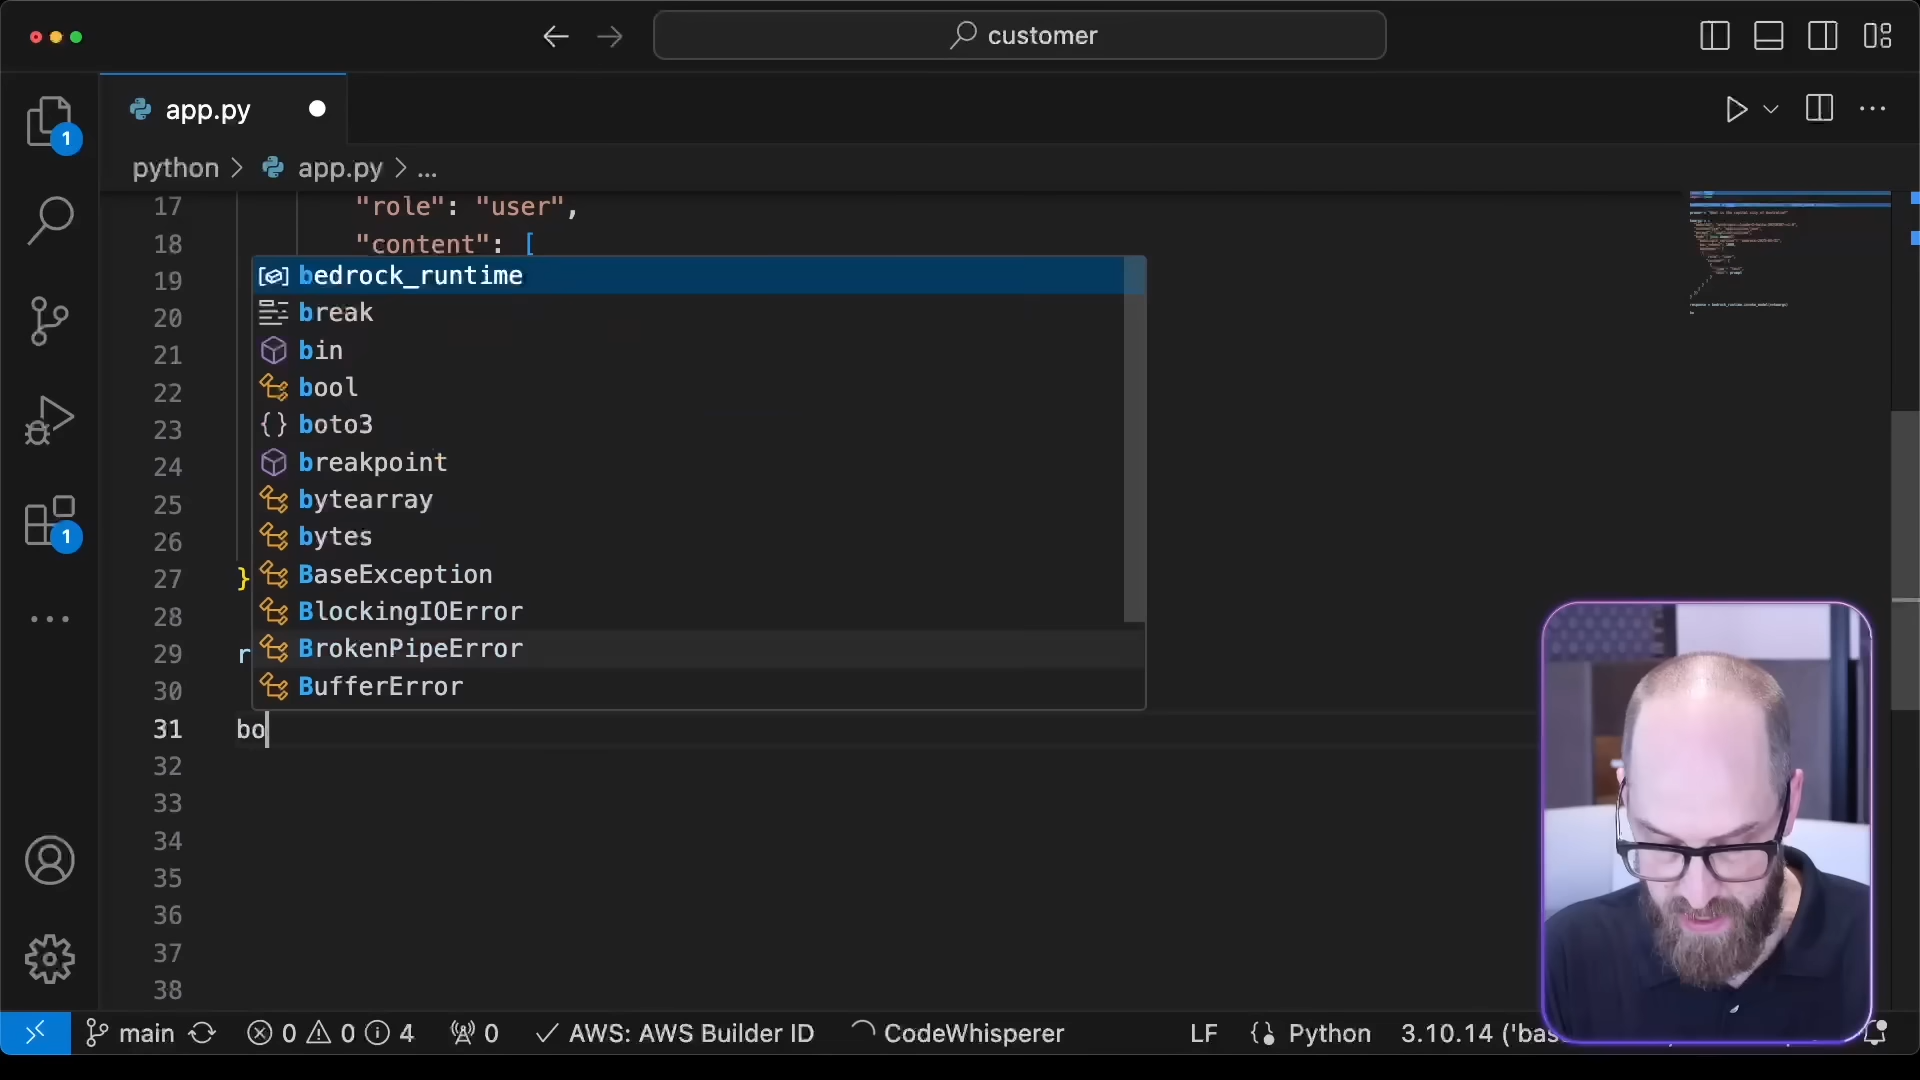 customer
app.py
1
python > app.py > ...
17 "role": "user",
18 "content": [
19 bedrock_runtime
20 break
21 bin
22 bool
23 boto3
24 breakpoint
25 bytearray
26 bytes
27 } BaseException
28 BlockingIOError
29 r BrokenPipeError
30 BufferError
31 bo
32
33
34
35
36
37
38
1
main 0 0 4 0 AWS: AWS Builder ID CodeWhisperer LF Python 3.10.14 ('bas